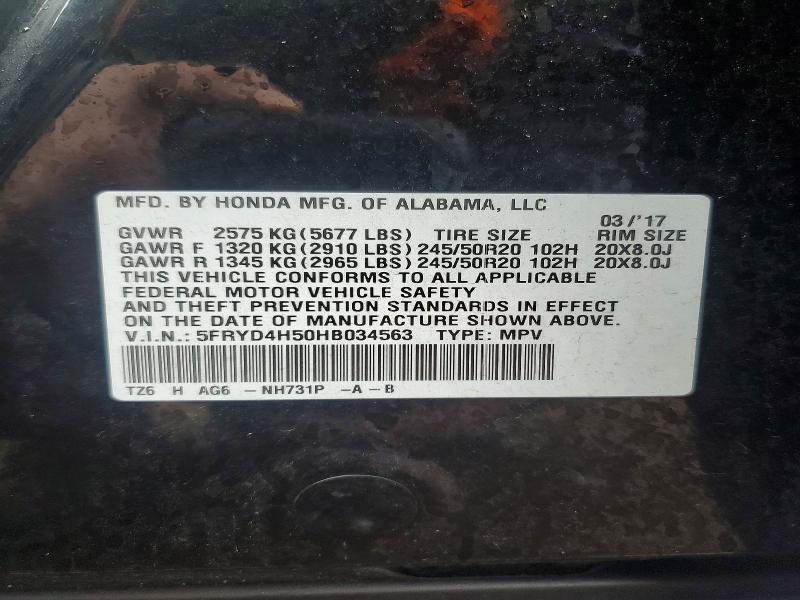 MFD. BY HONDA MFG. OF ALABAMA, LLC
03/'17
GVWR 2575 KG (5677 LBS) TIRE SIZE RIM SIZE
GAWR F 1320 KG (2910 LBS) 245/50R20 102H 20X8.0J
GAWR R 1345 KG (2965 LBS) 245/50R20 102H 20X8.0J
THIS VEHICLE CONFORMS TO ALL APPLICABLE
FEDERAL MOTOR VEHICLE SAFETY
AND THEFT PREVENTION STANDARDS IN EFFECT
ON THE DATE OF MANUFACTURE SHOWN ABOVE.
V.I.N.: 5FRYD4H50HB034563 TYPE: MPV
TZ6 H AG6 -NH731P -A-B